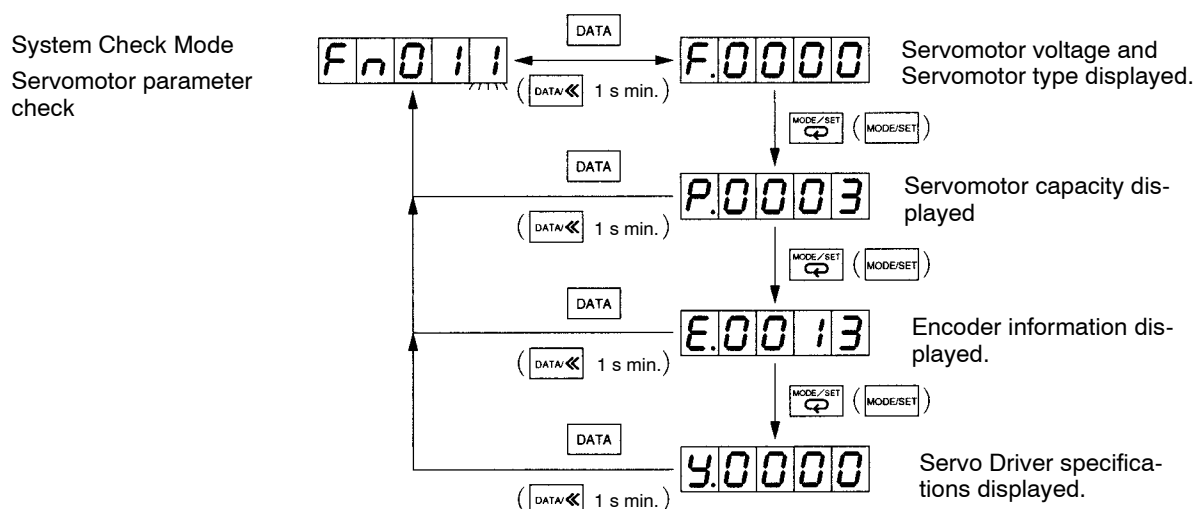 System Check Mode
Servomotor parameter
check
Fn011
DATA
(DATA/≪ 1 s min.)
F.0000
Servomotor voltage and
Servomotor type displayed.
MODE/SET (MODE/SET)
DATA
(DATA/≪ 1 s min.)
P.0003
Servomotor capacity dis-
played
MODE/SET (MODE/SET)
DATA
(DATA/≪ 1 s min.)
E.0013
Encoder information dis-
played.
MODE/SET (MODE/SET)
DATA
(DATA/≪ 1 s min.)
y.0000
Servo Driver specifica-
tions displayed.